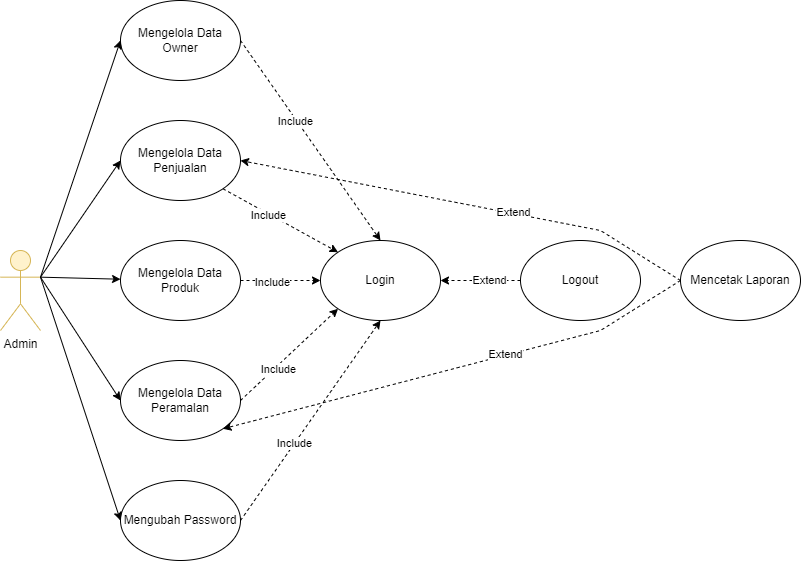 Mengelola Data
Owner
Include
Mengelola Data
Penjualan
Include
Extend
Mengelola Data
Produk
Include
Login
Extend
Logout
Mencetak Laporan
Admin
Extend
Include
Mengelola Data
Peramalan
Include
Mengubah Password